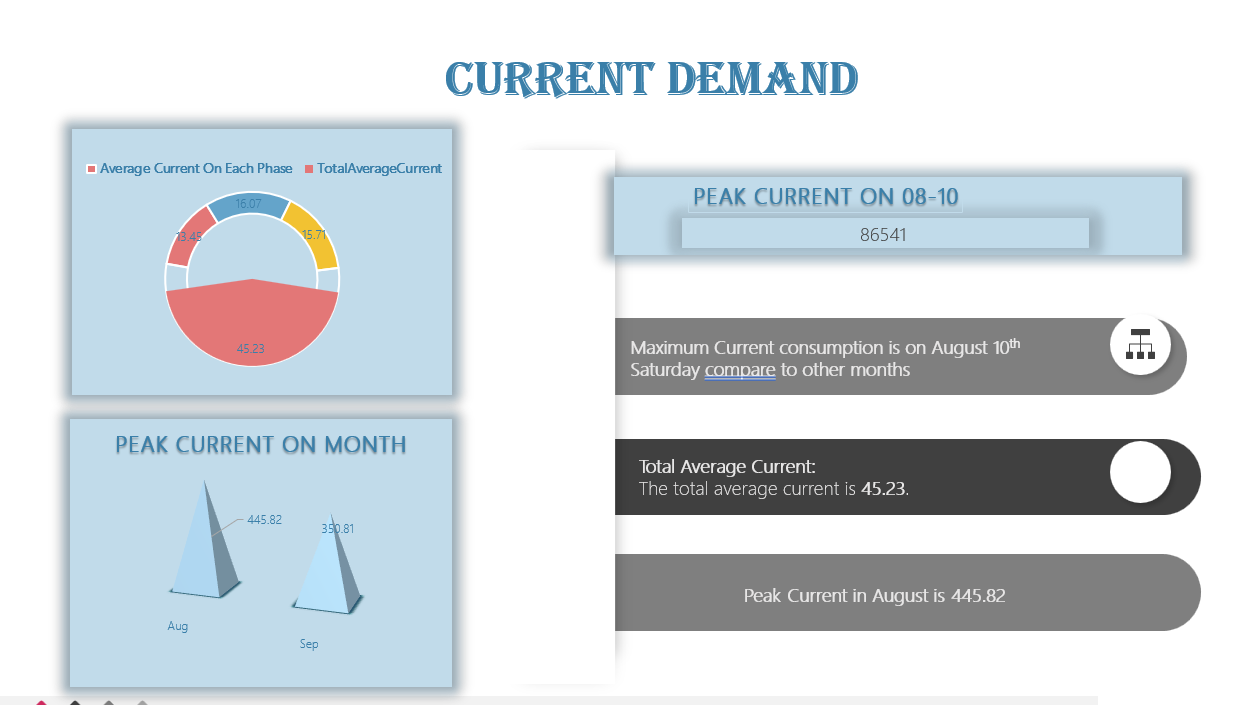 CURRENT DEMAND
Average Current On Each Phase
TotalAverageCurrent
16.07
13.45
15.71
45.23
PEAK CURRENT ON MONTH
445.82
350.81
Aug
Sep
PEAK CURRENT ON 08-10
86541
Maximum Current consumption is on August 10th
Saturday compare to other months
Total Average Current:
The total average current is 45.23.
Peak Current in August is 445.82